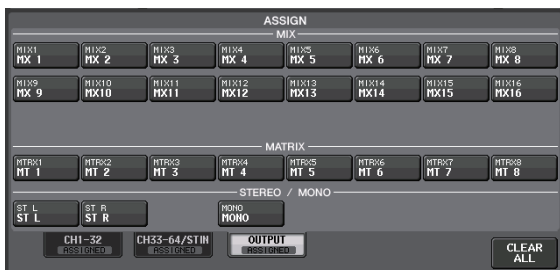 ASSIGN
MIX
MIX1 MIX2 MIX3 MIX4 MIX5 MIX6 MIX7 MIX8
MX 1 MX 2 MX 3 MX 4 MX 5 MX 6 MX 7 MX 8
MIX9 MIX10 MIX11 MIX12 MIX13 MIX14 MIX15 MIX16
MX 9 MX10 MX11 MX12 MX13 MX14 MX15 MX16
MATRIX
MTRX1 MTRX2 MTRX3 MTRX4 MTRX5 MTRX6 MTRX7 MTRX8
MT 1 MT 2 MT 3 MT 4 MT 5 MT 6 MT 7 MT 8
STEREO / MONO
ST L ST R MONO
ST L ST R MONO
CH1-32 CH33-64/STIN OUTPUT
ASSIGNED ASSIGNED ASSIGNED
CLEAR
ALL